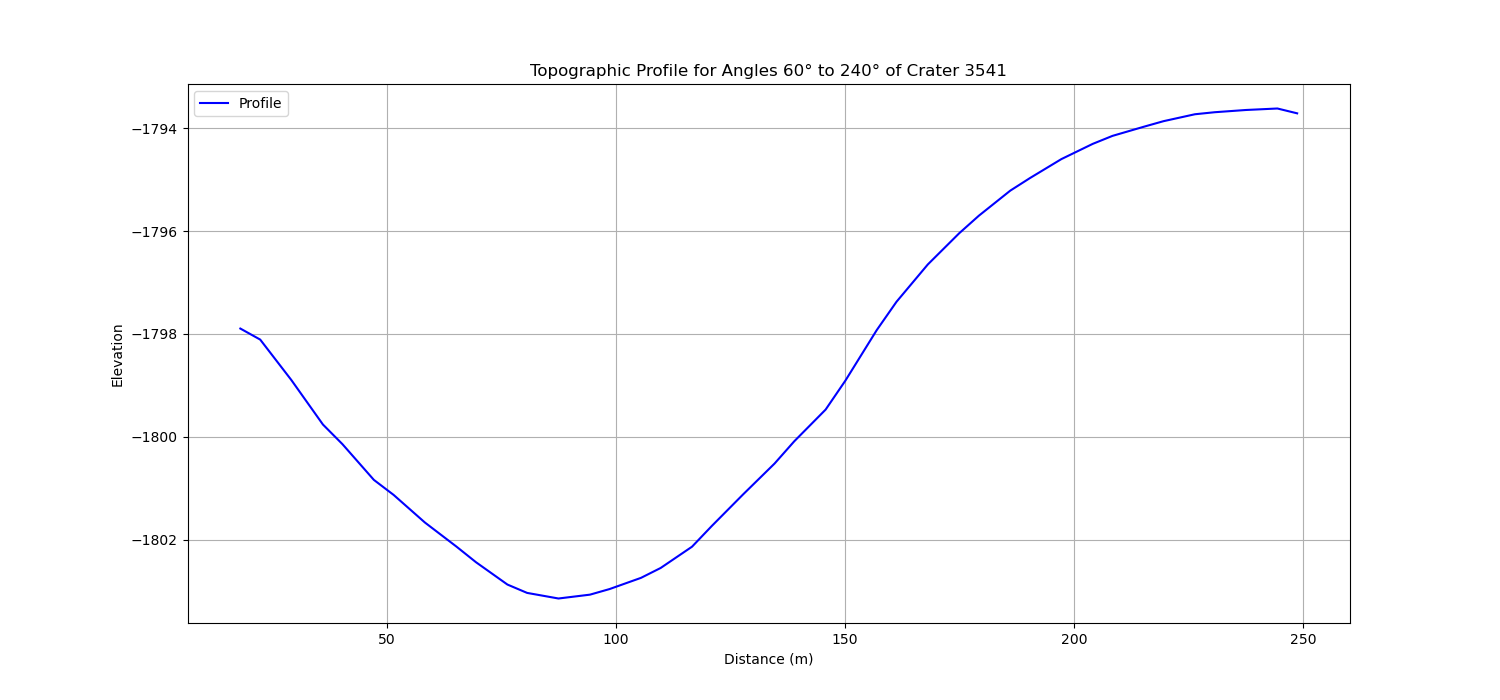 Topographic Profile for Angles 60° to 240° of Crater 3541
Profile
−1794
−1796
−1798
−1800
−1802
Elevation
50 100 150 200 250
Distance (m)